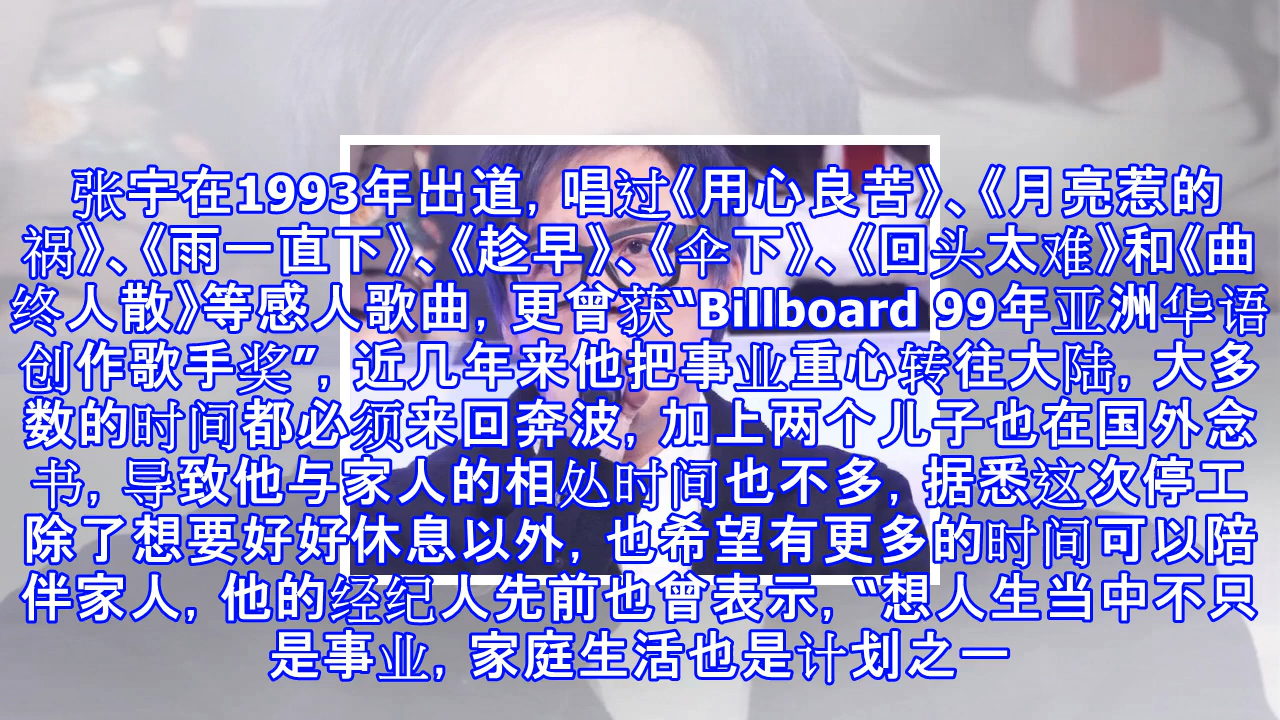 张宇在1993年出道, 唱过《用心良苦》、《月亮惹的
祸》、《雨一直下》、《趁早》、《伞下》、《回头太难》和《曲
终人散》等感人歌曲, 更曾获“Billboard 99年亚洲华语
创作歌手奖”, 近几年来他把事业重心转往大陆, 大多
数的时间都必须来回奔波, 加上两个儿子也在国外念
书, 导致他与家人的相处时间也不多, 据悉这次停工
除了想要好好休息以外, 也希望有更多的时间可以陪
伴家人, 他的经纪人先前也曾表示, “想人生当中不只
是事业, 家庭生活也是计划之一